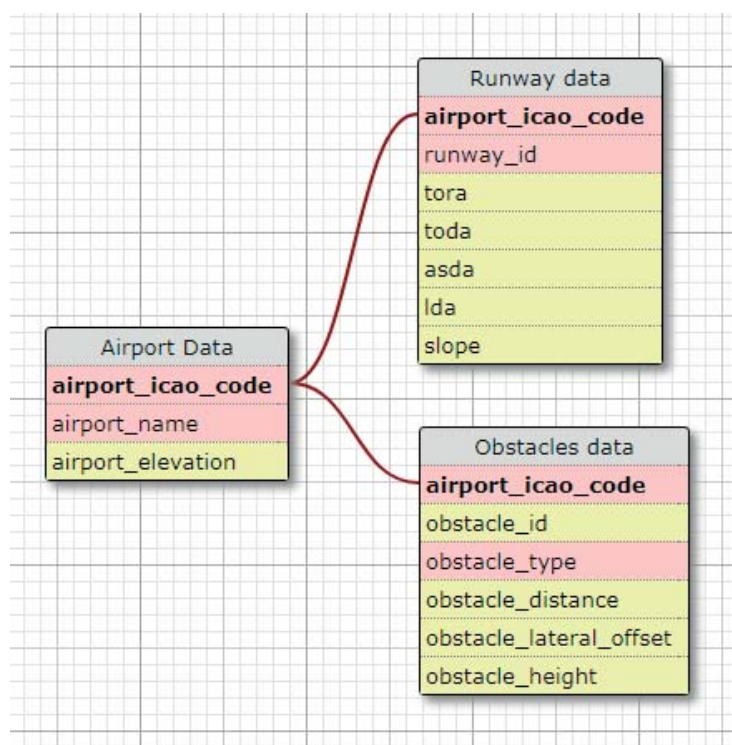 Runway data
airport_icao_code
runway_id
tora
toda
asda
lda
slope
Airport Data
airport_icao_code
airport_name
airport_elevation
Obstacles data
airport_icao_code
obstacle_id
obstacle_type
obstacle_distance
obstacle_lateral_offset
obstacle_height